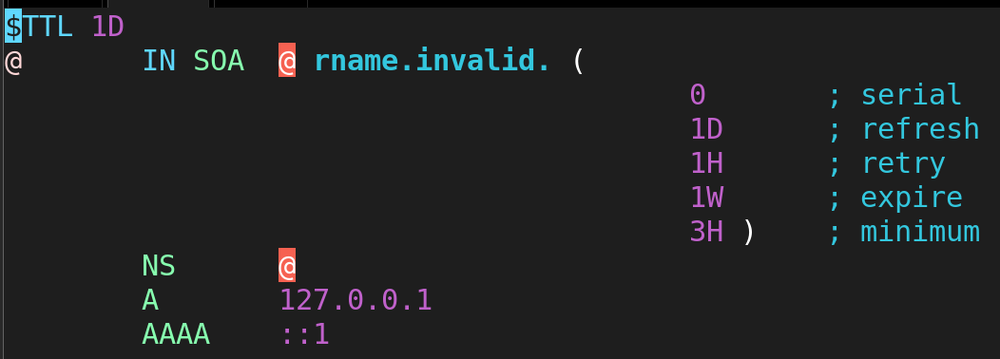 $TTL 1D
@ IN SOA @ rname.invalid. (
0 ; serial
1D ; refresh
1H ; retry
1W ; expire
3H ) ; minimum
NS @
A 127.0.0.1
AAAA ::1